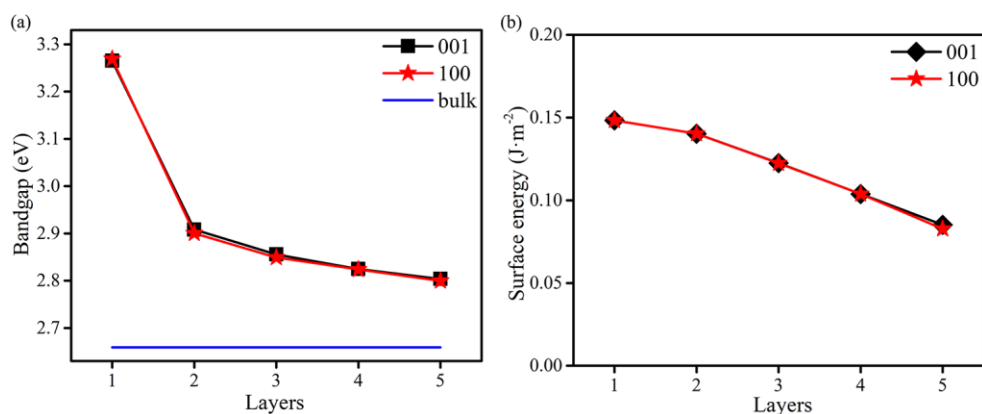 (a)
3.3
3.2
3.1
3.0
2.9
2.8
2.7
Bandgap (eV)
001
100
bulk
1 2 3 4 5
Layers
(b)
0.20
0.15
0.10
0.05
0.00
Surface energy (J·m⁻²)
001
100
1 2 3 4 5
Layers